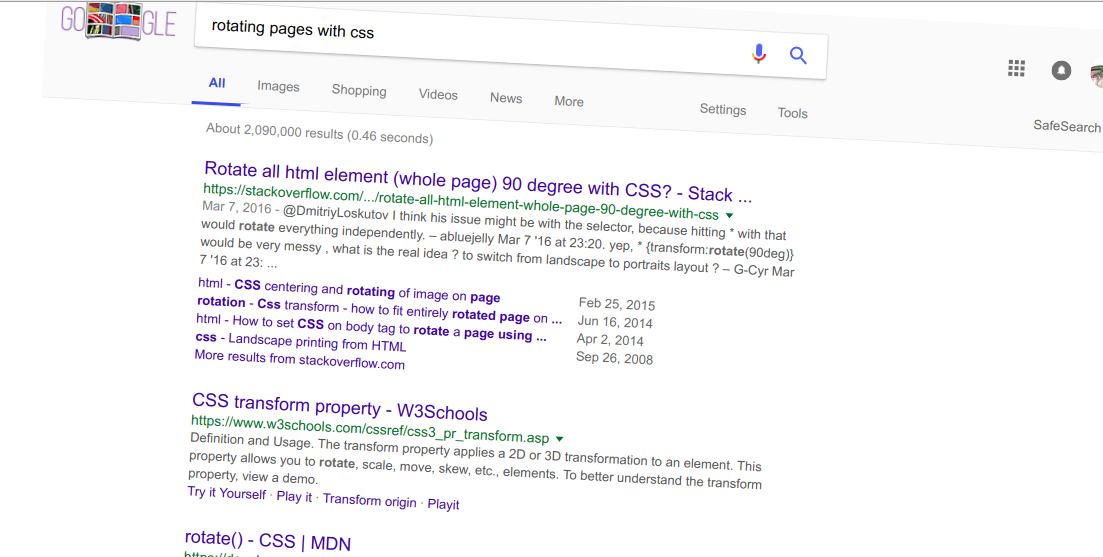 GO GLE
rotating pages with css
All Images Shopping Videos News More Settings Tools
SafeSearch
About 2,090,000 results (0.46 seconds)
Rotate all html element (whole page) 90 degree with CSS? - Stack ...
https://stackoverflow.com/.../rotate-all-html-element-whole-page-90-degree-with-css
Mar 7, 2016 - @DmitriyLoskutov I think his issue might be with the selector, because hitting * with that
would rotate everything independently. – abluejelly Mar 7 '16 at 23:20. yep, * {transform:rotate(90deg)}
would be very messy , what is the real idea ? to switch from landscape to portraits layout ? – G-Cyr Mar
7 '16 at 23: ...
html - CSS centering and rotating of image on page Feb 25, 2015
rotation - Css transform - how to fit entirely rotated page on ... Jun 16, 2014
html - How to set CSS on body tag to rotate a page using ... Apr 2, 2014
css - Landscape printing from HTML Sep 26, 2008
More results from stackoverflow.com
CSS transform property - W3Schools
https://www.w3schools.com/cssref/css3_pr_transform.asp
Definition and Usage. The transform property applies a 2D or 3D transformation to an element. This
property allows you to rotate, scale, move, skew, etc., elements. To better understand the transform
property, view a demo.
Try it Yourself · Play it · Transform origin · Playit
rotate() - CSS | MDN